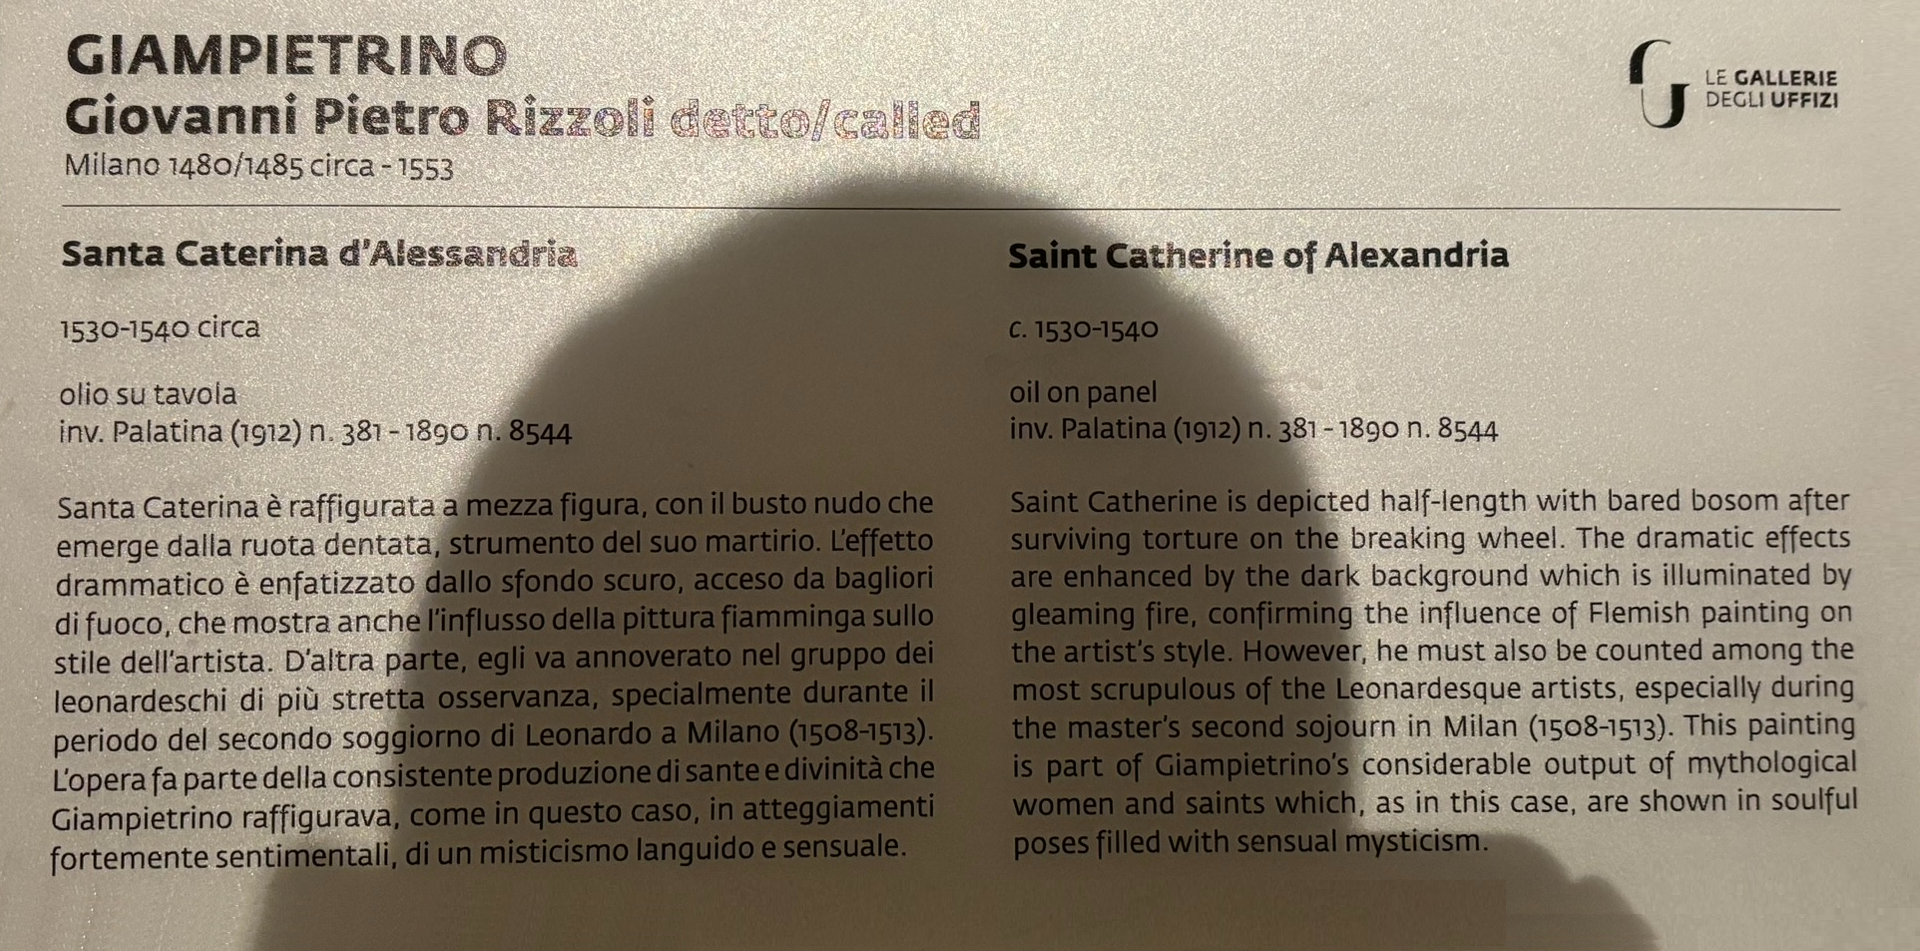 GIAMPIETRINO
Giovanni Pietro Rizzoli detto/called
Milano 1480/1485 circa - 1553
LE GALLERIE
DEGLI UFFIZI
Santa Caterina d'Alessandria
1530-1540 circa
olio su tavola
inv. Palatina (1912) n. 381 - 1890 n. 8544
Santa Caterina è raffigurata a mezza figura, con il busto nudo che
emerge dalla ruota dentata, strumento del suo martirio. L'effetto
drammatico è enfatizzato dallo sfondo scuro, acceso da bagliori
di fuoco, che mostra anche l'influsso della pittura fiamminga sullo
stile dell'artista. D'altra parte, egli va annoverato nel gruppo dei
leonardeschi di più stretta osservanza, specialmente durante il
periodo del secondo soggiorno di Leonardo a Milano (1508-1513).
L'opera fa parte della consistente produzione di sante e divinità che
Giampietrino raffigurava, come in questo caso, in atteggiamenti
fortemente sentimentali, di un misticismo languido e sensuale.
Saint Catherine of Alexandria
c. 1530-1540
oil on panel
inv. Palatina (1912) n. 381 - 1890 n. 8544
Saint Catherine is depicted half-length with bared bosom after
surviving torture on the breaking wheel. The dramatic effects
are enhanced by the dark background which is illuminated by
gleaming fire, confirming the influence of Flemish painting on
the artist's style. However, he must also be counted among the
most scrupulous of the Leonardesque artists, especially during
the master's second sojourn in Milan (1508-1513). This painting
is part of Giampietrino's considerable output of mythological
women and saints which, as in this case, are shown in soulful
poses filled with sensual mysticism.